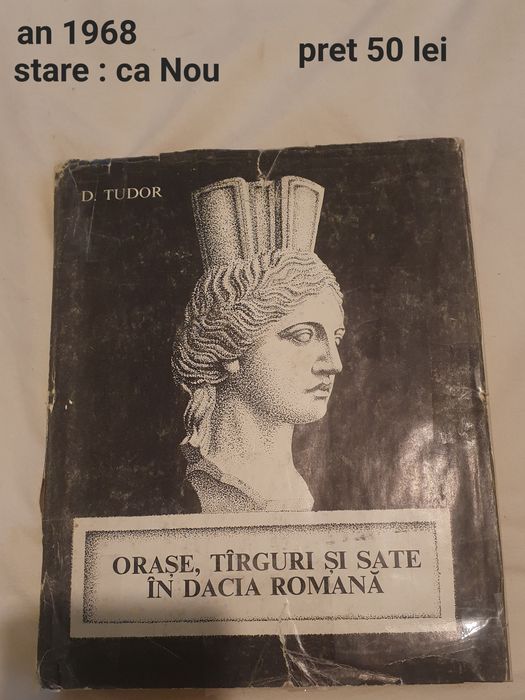 an 1968
stare : ca Nou
pret 50 lei
D. TUDOR
ORAȘE, TÎRGURI ȘI SATE
ÎN DACIA ROMANĂ